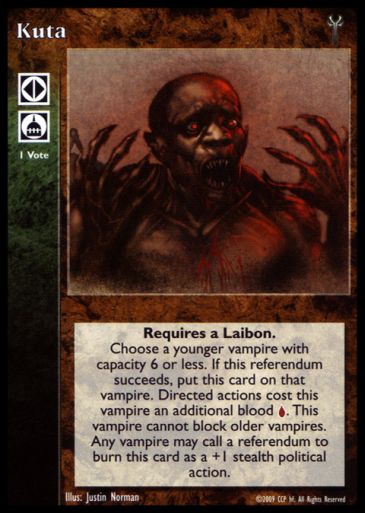 Kuta
1 Vote
Requires a Laibon.
Choose a younger vampire with
capacity 6 or less. If this referendum
succeeds, put this card on that
vampire. Directed actions cost this
vampire an additional blood. This
vampire cannot block older vampires.
Any vampire may call a referendum to
burn this card as a +1 stealth political
action.
Illus: Justin Norman
©2009 CCP hf. All Rights Reserved